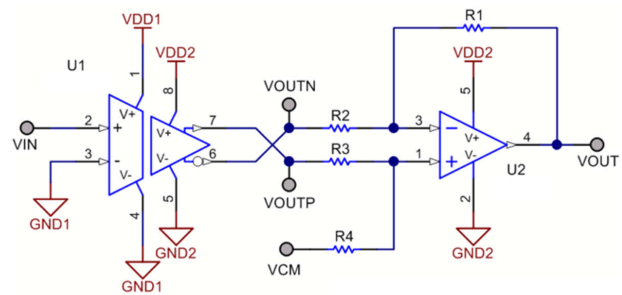 R1
VDD1
VDD2
VDD2
U1
VOUTN
1
8
5
V+
7
R2
3
VIN
2
+
V+
−
V+
4
VOUT
3
-
V-
6
R3
1
+
V-
U2
V-
VOUTP
GND1
4
5
R4
2
GND2
VCM
GND2
GND1